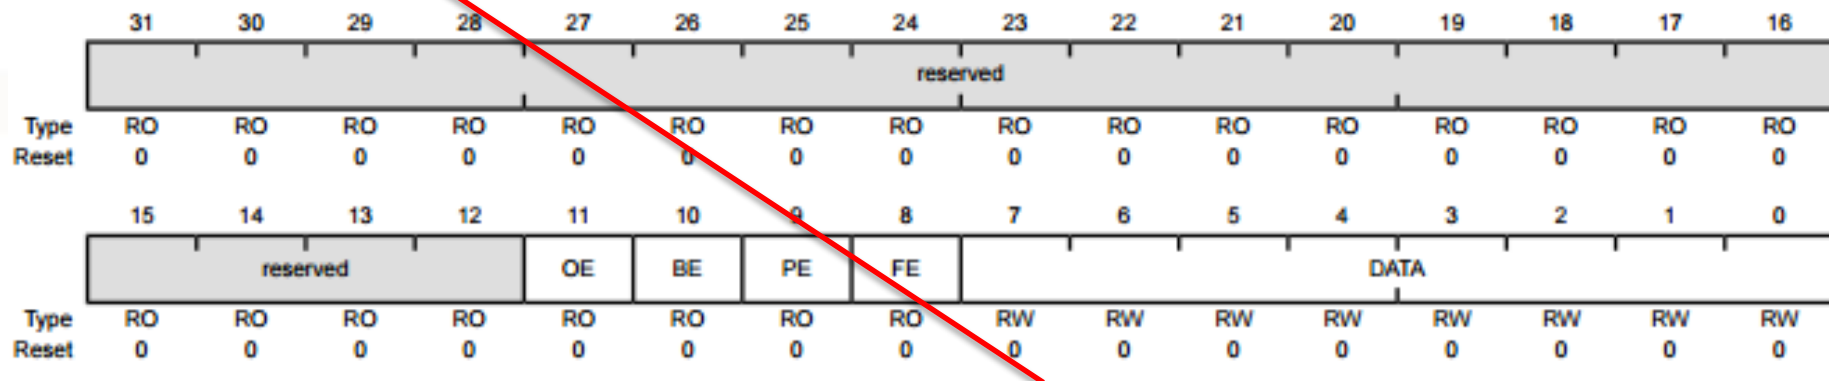 31 30 29 28 27 26 25 24 23 22 21 20 19 18 17 16
reserved
Type RO RO RO RO RO RO RO RO RO RO RO RO RO RO RO RO
Reset 0 0 0 0 0 0 0 0 0 0 0 0 0 0 0 0
15 14 13 12 11 10 9 8 7 6 5 4 3 2 1 0
reserved OE BE PE FE DATA
Type RO RO RO RO RO RO RO RO RW RW RW RW RW RW RW RW
Reset 0 0 0 0 0 0 0 0 0 0 0 0 0 0 0 0